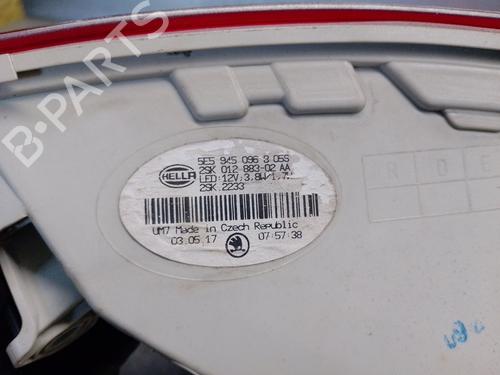 HELLA
5E5 945 096 3 05S
2SK 012 883-02 AA
LED:12V:3,8W/1,7W
2SK.2233
UM7 Made in Czech Republic
03.05.17 07:57:38